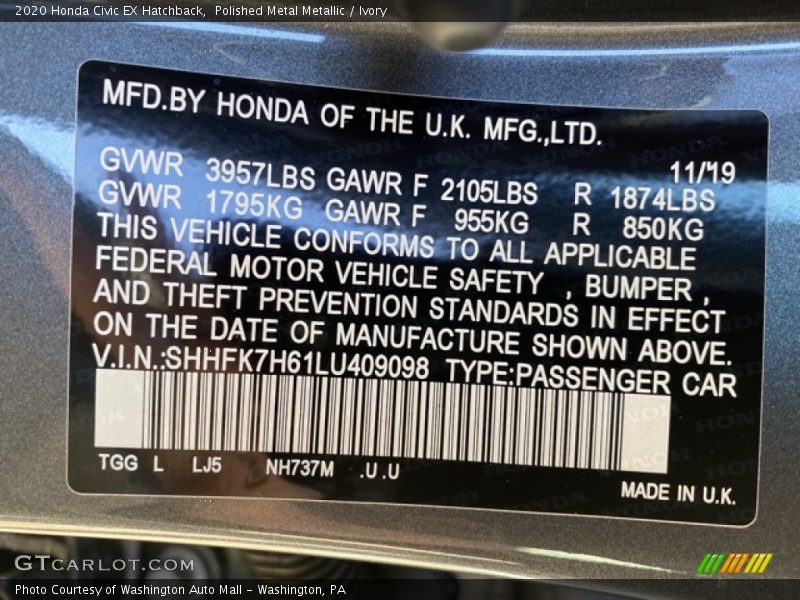 2020 Honda Civic EX Hatchback, Polished Metal Metallic / Ivory
MFD.BY HONDA OF THE U.K. MFG.,LTD.
11/'19
GVWR 3957LBS GAWR F 2105LBS R 1874LBS
GVWR 1795KG GAWR F 955KG R 850KG
THIS VEHICLE CONFORMS TO ALL APPLICABLE
FEDERAL MOTOR VEHICLE SAFETY , BUMPER ,
AND THEFT PREVENTION STANDARDS IN EFFECT
ON THE DATE OF MANUFACTURE SHOWN ABOVE.
V.I.N.:SHHFK7H61LU409098 TYPE:PASSENGER CAR
TGG L LJ5 NH737M .U.U
MADE IN U.K.
GTCARLOT.COM
Photo Courtesy of Washington Auto Mall - Washington, PA